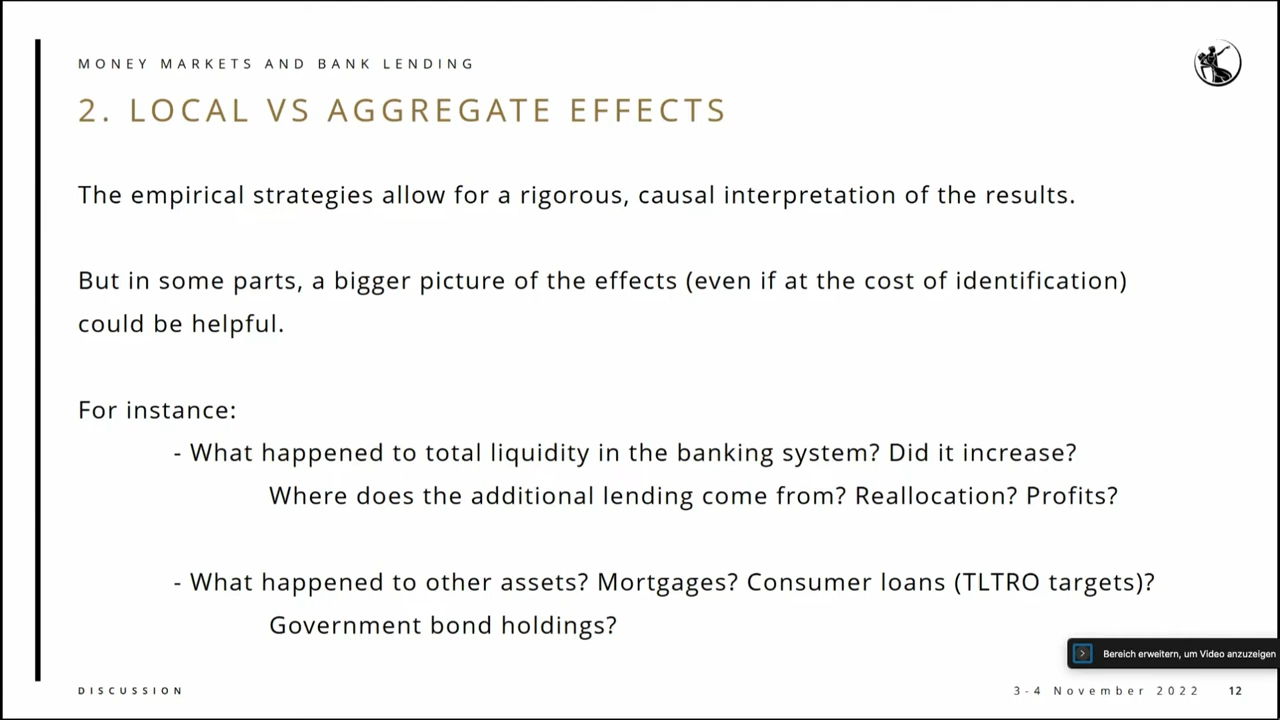 MONEY MARKETS AND BANK LENDING
2. LOCAL VS AGGREGATE EFFECTS
The empirical strategies allow for a rigorous, causal interpretation of the results.
But in some parts, a bigger picture of the effects (even if at the cost of identification)
could be helpful.
For instance:
- What happened to total liquidity in the banking system? Did it increase?
Where does the additional lending come from? Reallocation? Profits?
- What happened to other assets? Mortgages? Consumer loans (TLTRO targets)?
Government bond holdings?
Bereich erweitern, um Video anzuzeigen
DISCUSSION
3-4 November 2022 12